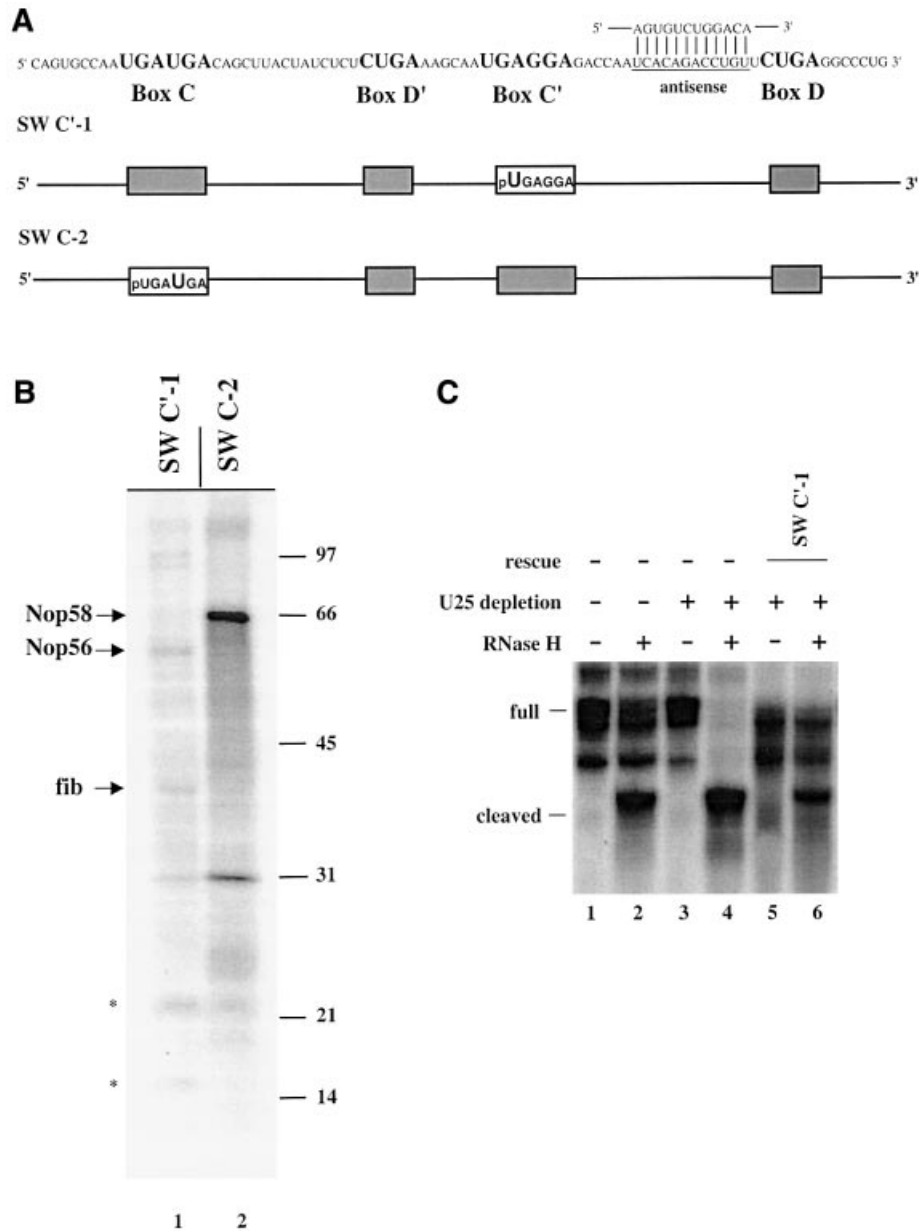 A
5' — AGUGUCUGGACA — 3'
5' CAGUGCCAAUGAUGACAGCUUACUAUCUCUCUGAAAGCAAUGAGGAGACCAAUCACAGACCUGUUCUGAGGCCCUG 3'
Box C Box D' Box C' antisense Box D
SW C'-1
5' pUGAGGA 3'
SW C-2
5' pUGAUGA 3'
B
SW C'-1 SW C-2
97
Nop58 66
Nop56
45
fib
31
* 21
* 14
1 2
C
SW C'-1
rescue – – – –
U25 depletion – – + + + +
RNase H – + – + – +
full
cleaved
1 2 3 4 5 6